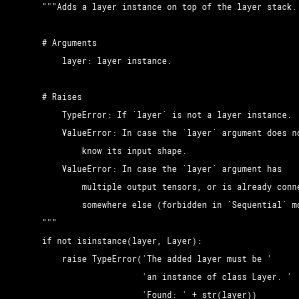 """Adds a layer instance on top of the layer stack.
# Arguments
layer: layer instance.
# Raises
TypeError: If `layer` is not a layer instance.
ValueError: In case the `layer` argument does no
know its input shape.
ValueError: In case the `layer` argument has
multiple output tensors, or is already conne
somewhere else (forbidden in `Sequential` mo
"""
if not isinstance(layer, Layer):
raise TypeError('The added layer must be '
'an instance of class Layer. '
'Found: ' + str(layer))